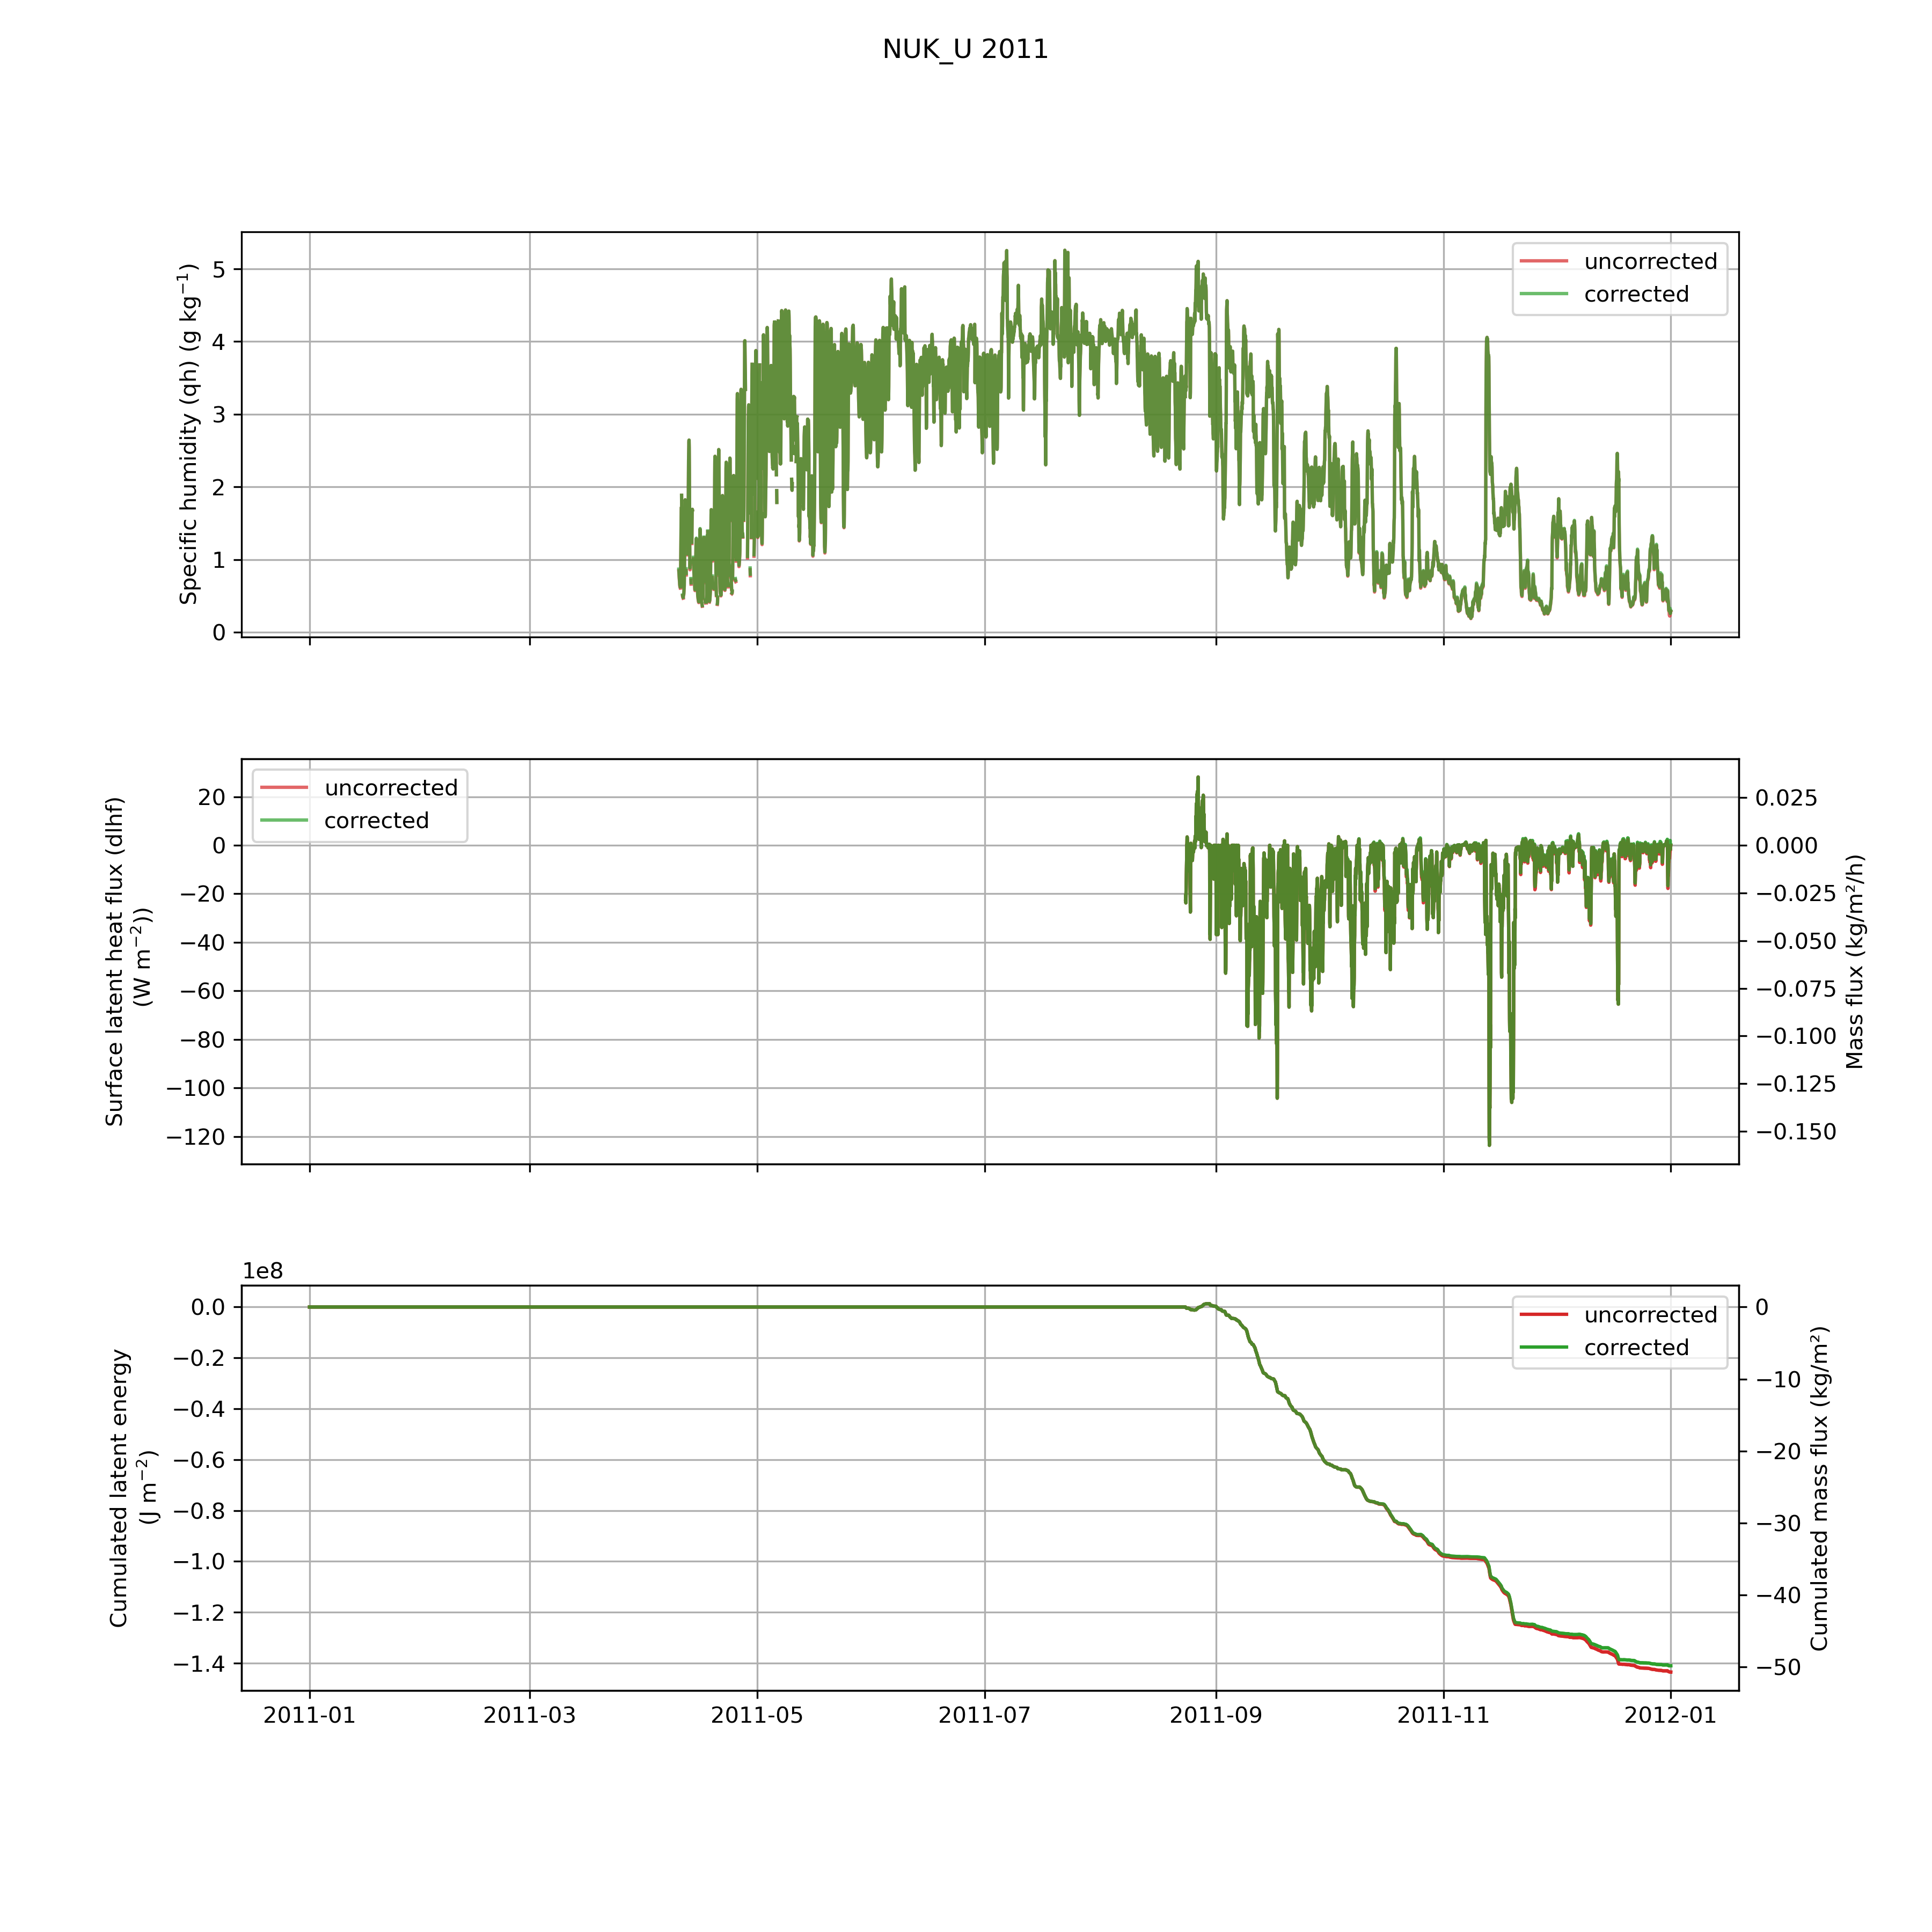 NUK_U 2011
Specific humidity (qh) (g kg⁻¹)
5
4
3
2
1
0
uncorrected
corrected
Surface latent heat flux (dlhf)
(W m⁻²))
20
0
−20
−40
−60
−80
−100
−120
uncorrected
corrected
0.025
0.000
−0.025
−0.050
−0.075
−0.100
−0.125
−0.150
Mass flux (kg/m²/h)
1e8
Cumulated latent energy
(J m⁻²)
0.0
−0.2
−0.4
−0.6
−0.8
−1.0
−1.2
−1.4
uncorrected
corrected
0
−10
−20
−30
−40
−50
Cumulated mass flux (kg/m²)
2011-01
2011-03
2011-05
2011-07
2011-09
2011-11
2012-01